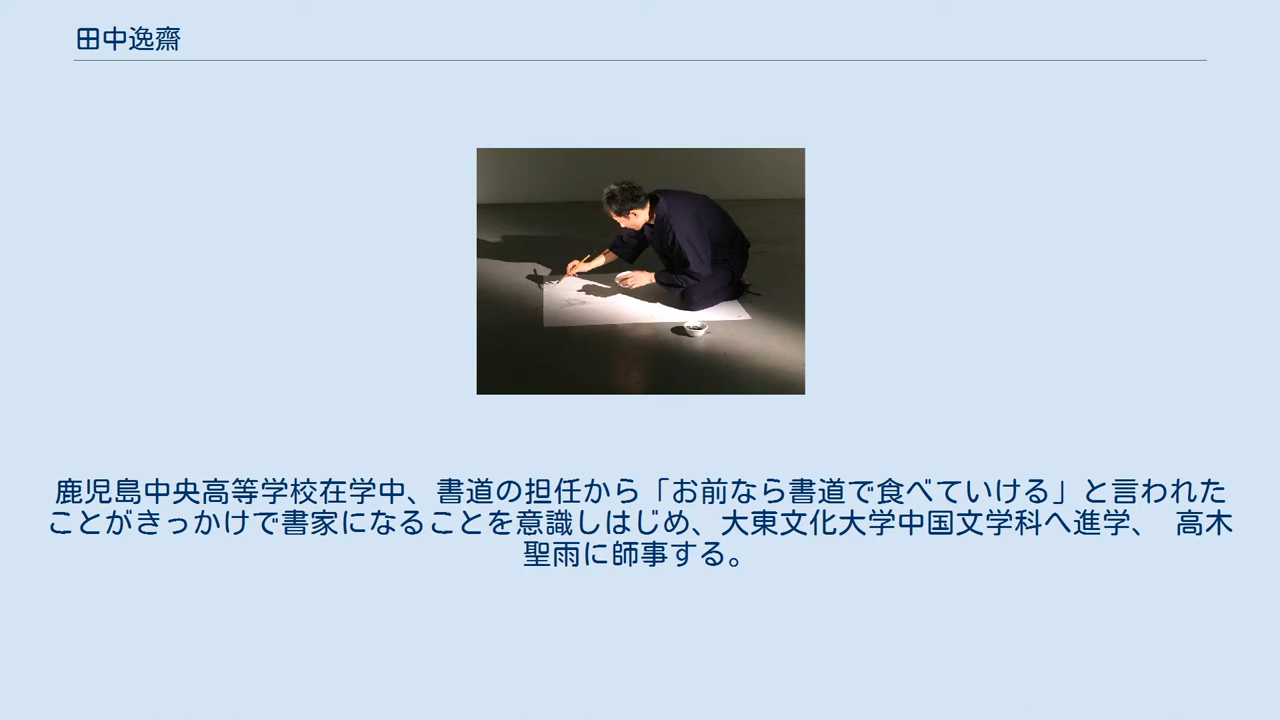 田中逸齋
鹿児島中央高等学校在学中、書道の担任から「お前なら書道で食べていける」と言われた
ことがきっかけで書家になることを意識しはじめ、大東文化大学中国文学科へ進学、 高木
聖雨に師事する。